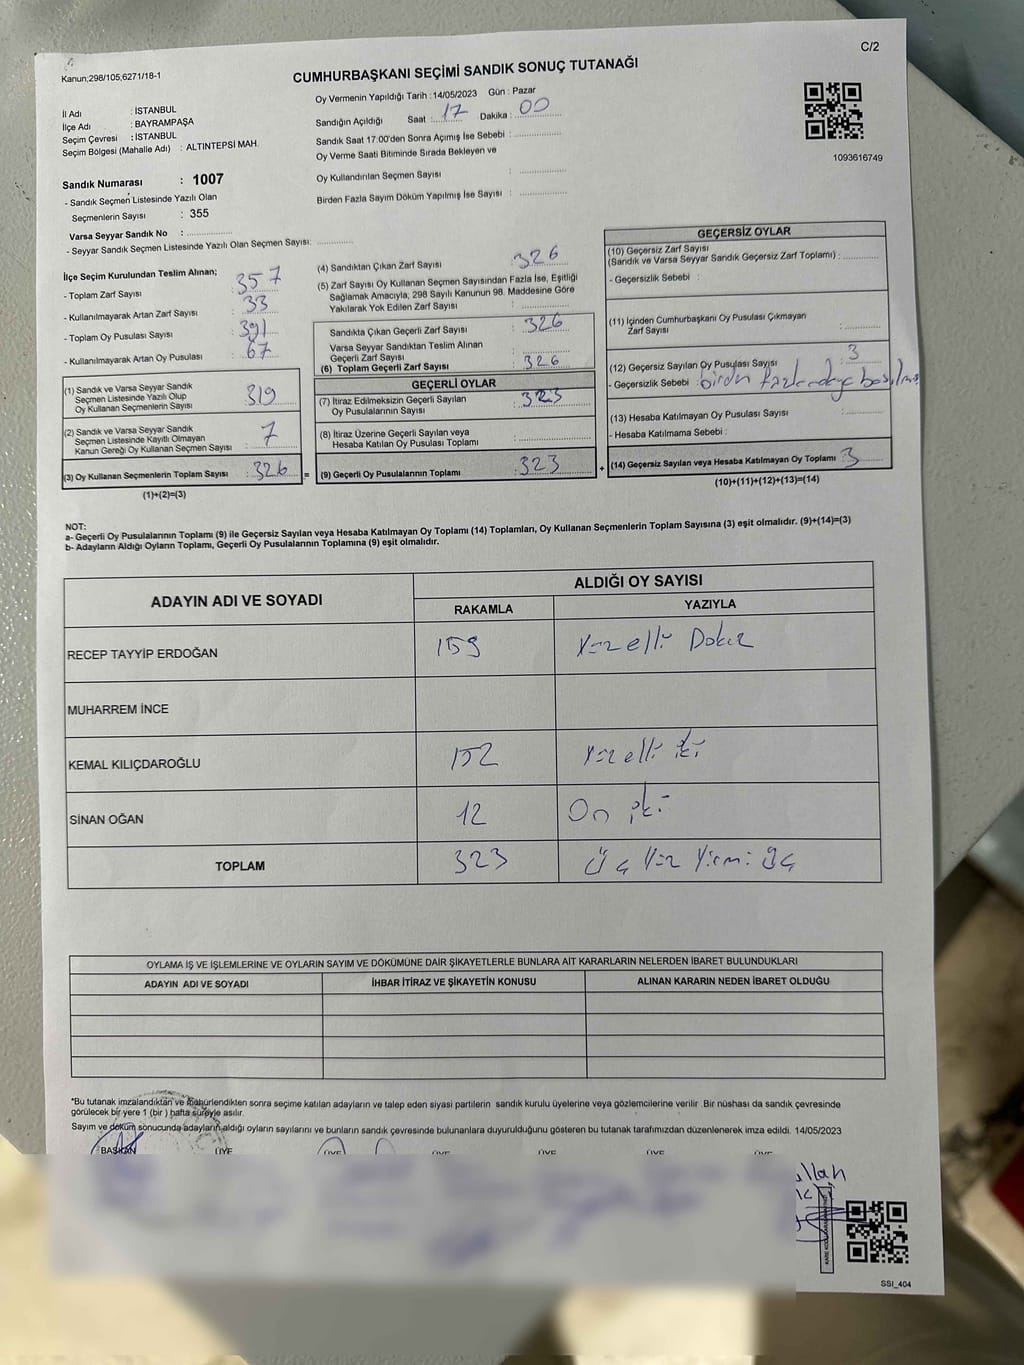 C/2
Kanun;298/105,6271/18-1
CUMHURBAŞKANI SEÇİMİ SANDIK SONUÇ TUTANAĞI
İl Adı : İSTANBUL
İlçe Adı : BAYRAMPAŞA
Seçim Çevresi : İSTANBUL
Seçim Bölgesi (Mahalle Adı) : ALTINTEPSİ MAH.
Sandık Numarası : 1007
- Sandık Seçmen Listesinde Yazılı Olan
Seçmenlerin Sayısı : 355
Varsa Seyyar Sandık No :
- Seyyar Sandık Seçmen Listesinde Yazılı Olan Seçmen Sayısı:
Oy Vermenin Yapıldığı Tarih : 14/05/2023 Gün : Pazar
Sandığın Açıldığı Saat : 17 Dakika : 00
Sandık Saat 17.00'den Sonra Açımış İse Sebebi :
Oy Verme Saati Bitiminde Sırada Bekleyen ve
Oy Kullandırılan Seçmen Sayısı :
Birden Fazla Sayım Döküm Yapılmış İse Sayısı :
1093616749
İlçe Seçim Kurulundan Teslim Alınan;
- Toplam Zarf Sayısı : 357
- Kullanılmayarak Artan Zarf Sayısı : 33
- Toplam Oy Pusulası Sayısı : 391
- Kullanılmayarak Artan Oy Pusulası : 67
(1) Sandık ve Varsa Seyyar Sandık
Seçmen Listesinde Yazılı Olup
Oy Kullanan Seçmenlerin Sayısı : 319
(2) Sandık ve Varsa Seyyar Sandık
Seçmen Listesinde Kayıtlı Olmayan
Kanun Gereği Oy Kullanan Seçmen Sayısı : 7
(3) Oy Kullanan Seçmenlerin Toplam Sayısı : 326 =
(1)+(2)=(3)
(4) Sandıktan Çıkan Zarf Sayısı : 326
(5) Zarf Sayısı Oy Kullanan Seçmen Sayısından Fazla İse, Eşitliği
Sağlamak Amacıyla, 298 Sayılı Kanunun 98. Maddesine Göre
Yakılarak Yok Edilen Zarf Sayısı :
Sandıkta Çıkan Geçerli Zarf Sayısı : 326
Varsa Seyyar Sandıktan Teslim Alınan
Geçerli Zarf Sayısı :
(6) Toplam Geçerli Zarf Sayısı : 326
GEÇERLİ OYLAR
(7) İtiraz Edilmeksizin Geçerli Sayılan
Oy Pusulalarının Sayısı : 323
(8) İtiraz Üzerine Geçerli Sayılan veya
Hesaba Katılan Oy Pusulası Toplamı :
(9) Geçerli Oy Pusulalarının Toplamı : 323 +
GEÇERSİZ OYLAR
(10) Geçersiz Zarf Sayısı
(Sandık ve Varsa Seyyar Sandık Geçersiz Zarf Toplamı) :
- Geçersizlik Sebebi :
(11) İçinden Cumhurbaşkanı Oy Pusulası Çıkmayan
Zarf Sayısı :
(12) Geçersiz Sayılan Oy Pusulası Sayısı : 3
- Geçersizlik Sebebi : birden
(13) Hesaba Katılmayan Oy Pusulası Sayısı :
- Hesaba Katılmama Sebebi :
(14) Geçersiz Sayılan veya Hesaba Katılmayan Oy Toplamı : 3
(10)+(11)+(12)+(13)=(14)
NOT:
a- Geçerli Oy Pusulalarının Toplamı (9) ile Geçersiz Sayılan veya Hesaba Katılmayan Oy Toplamı (14) Toplamları, Oy Kullanan Seçmenlerin Toplam Sayısına (3) eşit olmalıdır. (9)+(14)=(3)
b- Adayların Aldığı Oyların Toplamı, Geçerli Oy Pusulalarının Toplamına (9) eşit olmalıdır.
ADAYIN ADI VE SOYADI ALDIĞI OY SAYISI
RAKAMLA YAZIYLA
RECEP TAYYİP ERDOĞAN 159 Yüz elli Dokuz
MUHARREM İNCE
KEMAL KILIÇDAROĞLU 152 Yüz elli iki
SİNAN OĞAN 12 On iki
TOPLAM 323 Üç Yüz Yirmi Üç
OYLAMA İŞ VE İŞLEMLERİNE VE OYLARIN SAYIM VE DÖKÜMÜNE DAİR ŞİKAYETLERLE BUNLARA AİT KARARLARIN NELERDEN İBARET BULUNDUKLARI
ADAYIN ADI VE SOYADI İHBAR İTİRAZ VE ŞİKAYETİN KONUSU ALINAN KARARIN NEDEN İBARET OLDUĞU
*Bu tutanak imzalandıktan ve mühürlendikten sonra seçime katılan adayların ve talep eden siyasi partilerin sandık kurulu üyelerine veya gözlemcilerine verilir .Bir nüshası da sandık çevresinde
görülecek bir yere 1 (bir ) hafta süreyle asılır.
Sayım ve döküm sonucunda adayların aldığı oyların sayılarını ve bunların sandık çevresinde bulunanlara duyurulduğunu gösteren bu tutanak tarafımızdan düzenlenerek imza edildi. 14/05/2023
BAŞKAN ÜYE ÜYE ÜYE ÜYE ÜYE ÜYE
SSI_404